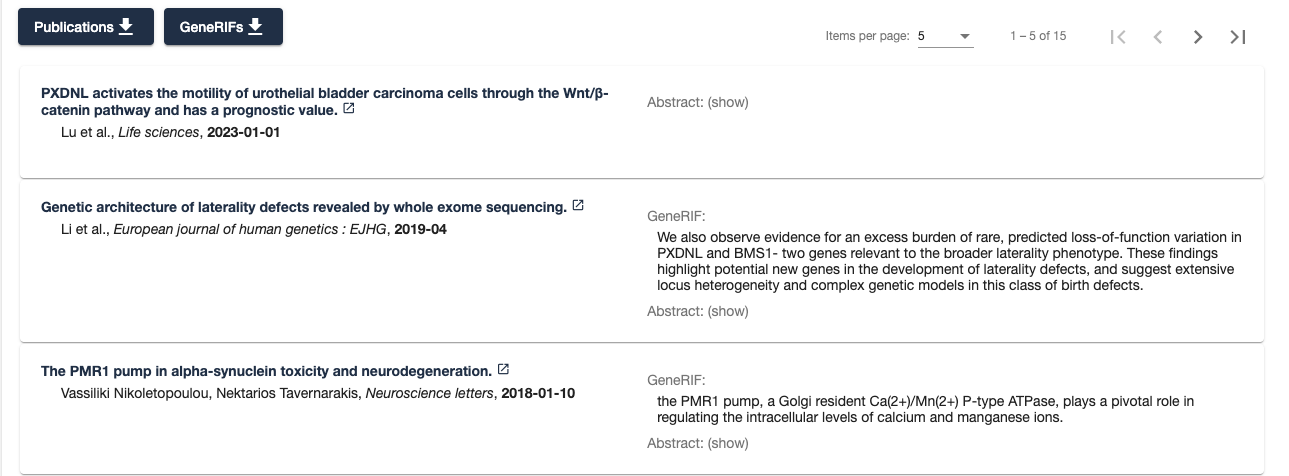 Publications
GeneRIFs
Items per page: 5
1 – 5 of 15
PXDNL activates the motility of urothelial bladder carcinoma cells through the Wnt/β-
catenin pathway and has a prognostic value.
Lu et al., Life sciences, 2023-01-01
Abstract: (show)
Genetic architecture of laterality defects revealed by whole exome sequencing.
Li et al., European journal of human genetics : EJHG, 2019-04
GeneRIF:
We also observe evidence for an excess burden of rare, predicted loss-of-function variation in
PXDNL and BMS1- two genes relevant to the broader laterality phenotype. These findings
highlight potential new genes in the development of laterality defects, and suggest extensive
locus heterogeneity and complex genetic models in this class of birth defects.
Abstract: (show)
The PMR1 pump in alpha-synuclein toxicity and neurodegeneration.
Vassiliki Nikoletopoulou, Nektarios Tavernarakis, Neuroscience letters, 2018-01-10
GeneRIF:
the PMR1 pump, a Golgi resident Ca(2+)/Mn(2+) P-type ATPase, plays a pivotal role in
regulating the intracellular levels of calcium and manganese ions.
Abstract: (show)